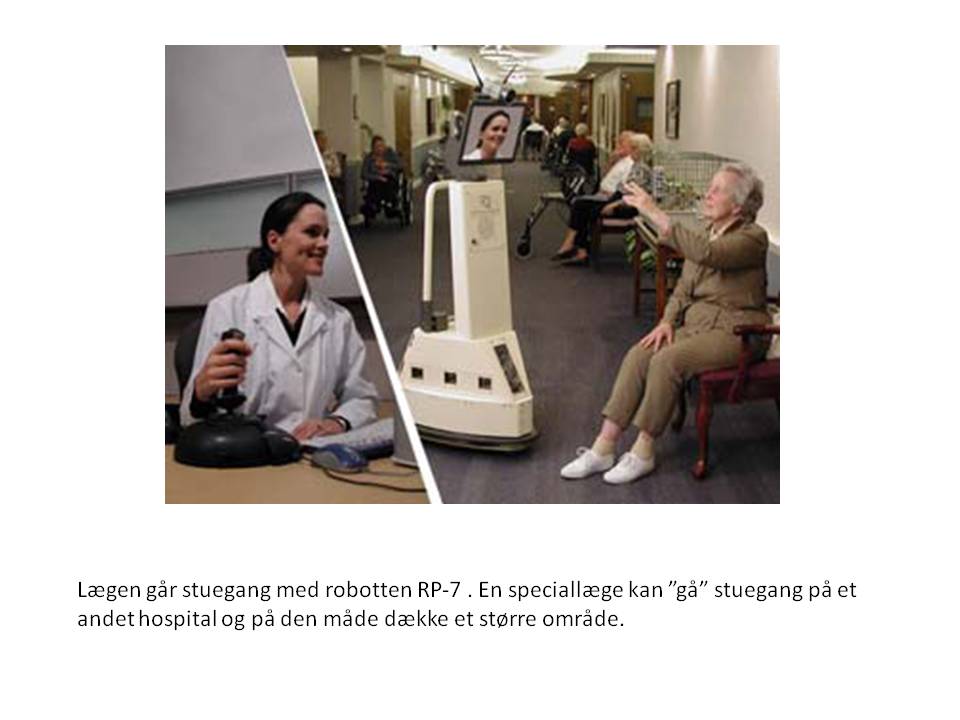 Lægen går stuegang med robotten RP-7 . En speciallæge kan ”gå” stuegang på et
andet hospital og på den måde dække et større område.